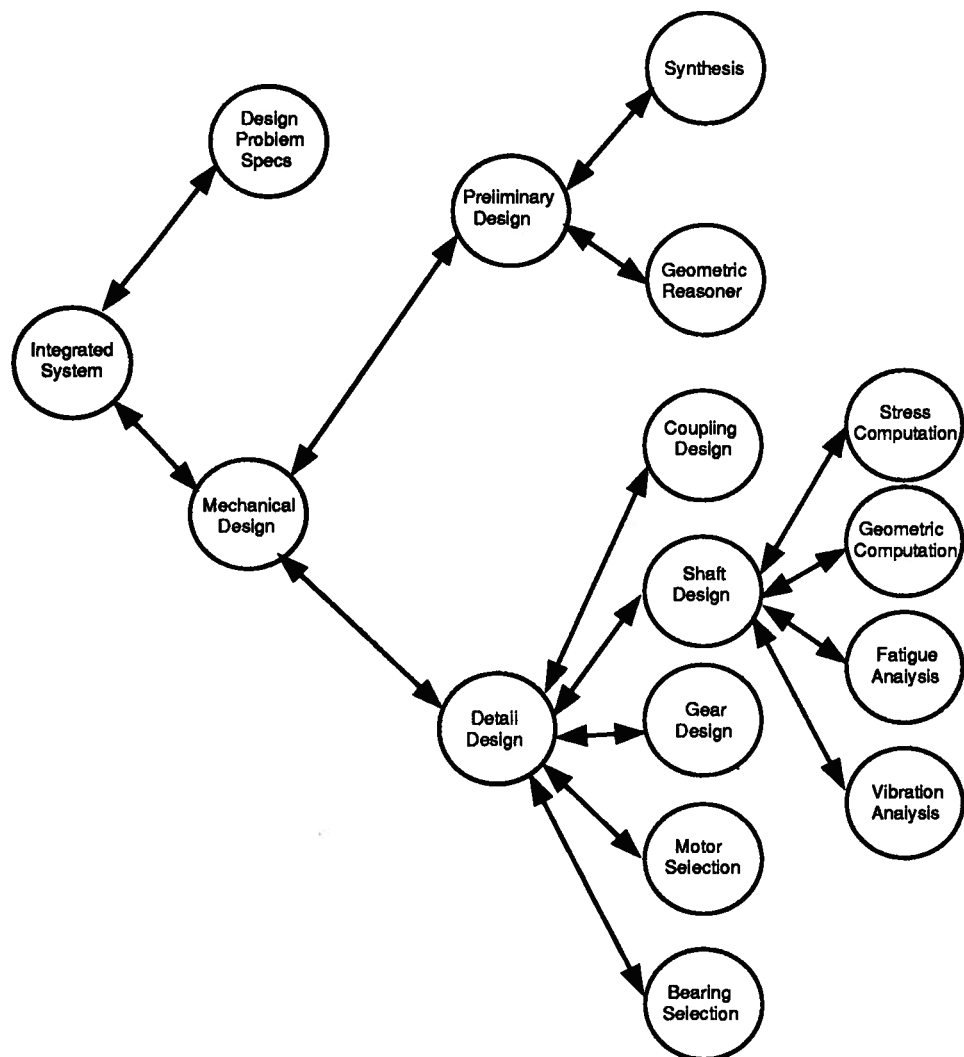 Synthesis
Design
Problem
Specs
Preliminary
Design
Geometric
Reasoner
Integrated
System
Coupling
Design
Stress
Computation
Mechanical
Design
Geometric
Computation
Shaft
Design
Fatigue
Analysis
Detail
Design
Gear
Design
Vibration
Analysis
Motor
Selection
Bearing
Selection